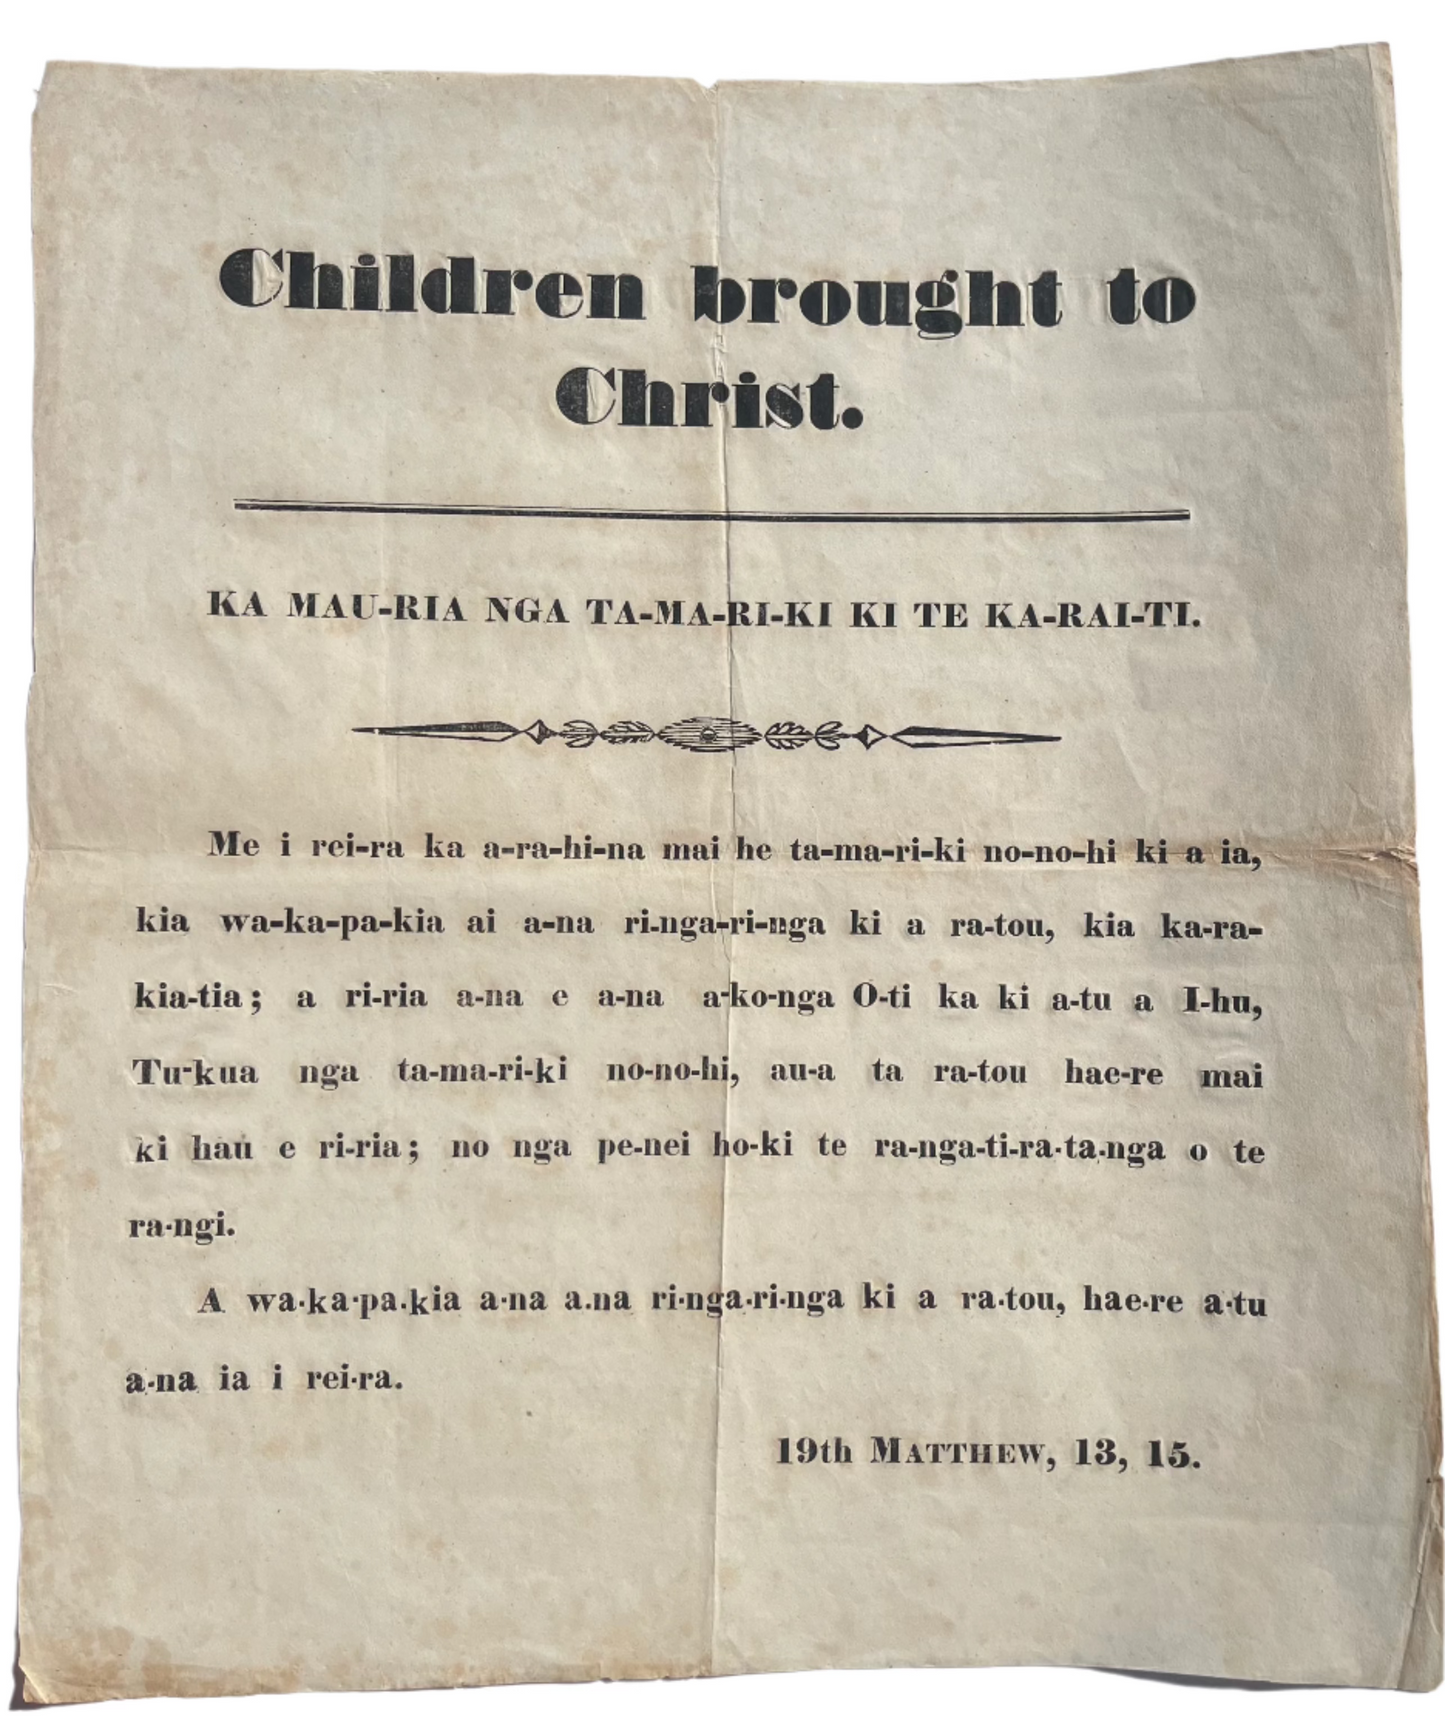 Children brought to
Christ.
KA MAU-RIA NGA TA-MA-RI-KI KI TE KA-RAI-TI.
Me i rei-ra ka a-ra-hi-na mai he ta-ma-ri-ki no-no-hi ki a ia,
kia wa-ka-pa-kia ai a-na ri-nga-ri-nga ki a ra-tou, kia ka-ra-
kia-tia; a ri-ria a-na e a-na a-ko-nga O-ti ka ki a-tu a I-hu,
Tu-kua nga ta-ma-ri-ki no-no-hi, au-a ta ra-tou hae-re mai
ki hau e ri-ria; no nga pe-nei ho-ki te ra-nga-ti-ra-ta-nga o te
ra-ngi.
A wa-ka-pa-kia a-na a-na ri-nga-ri-nga ki a ra-tou, hae-re a-tu
a-na ia i rei-ra.
19th MATTHEW, 13, 15.